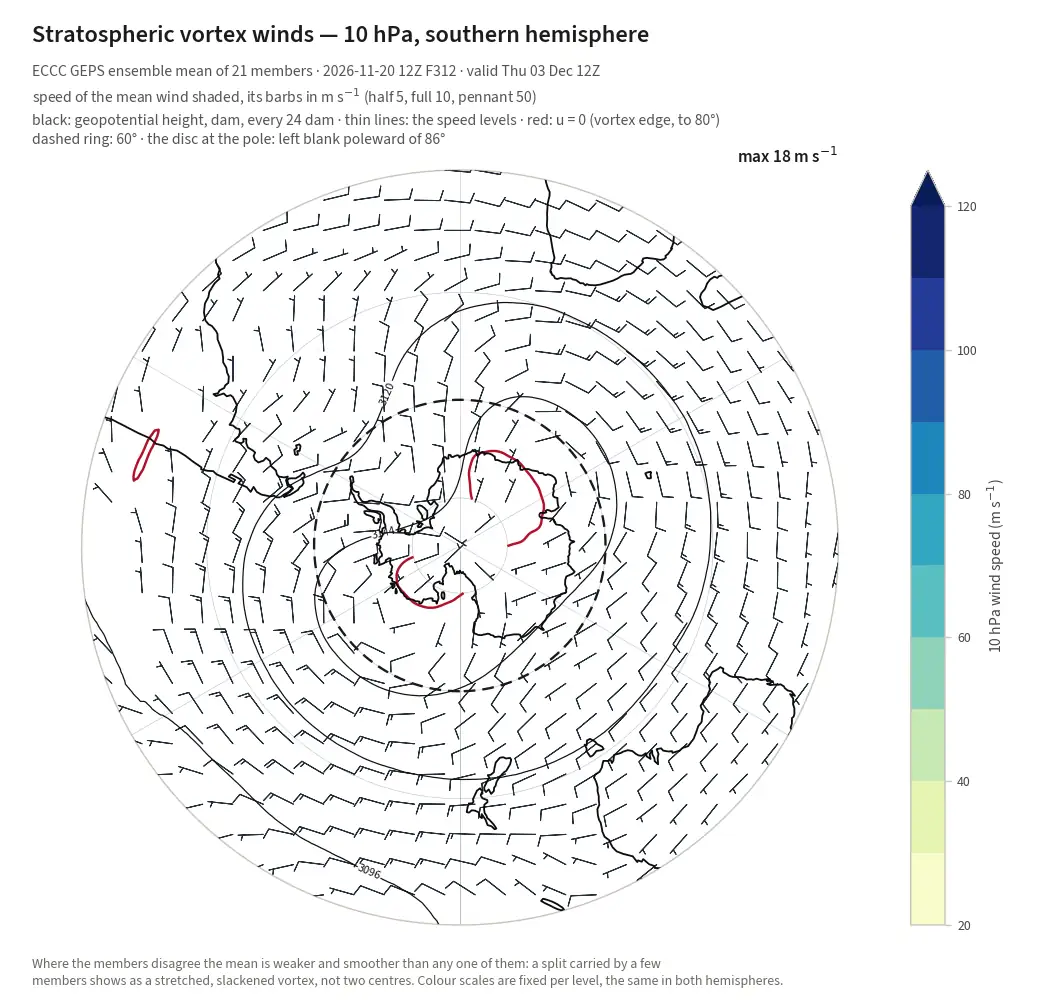 Stratospheric vortex winds — 10 hPa, southern hemisphere
ECCC GEPS ensemble mean of 21 members · 2026-11-20 12Z F312 · valid Thu 03 Dec 12Z
speed of the mean wind shaded, its barbs in m s⁻¹ (half 5, full 10, pennant 50)
black: geopotential height, dam, every 24 dam · thin lines: the speed levels · red: u = 0 (vortex edge, to 80°)
dashed ring: 60° · the disc at the pole: left blank poleward of 86°
max 18 m s⁻¹
120
100
80
60
40
20
10 hPa wind speed (m s⁻¹)
3120
3096
Where the members disagree the mean is weaker and smoother than any one of them: a split carried by a few
members shows as a stretched, slackened vortex, not two centres. Colour scales are fixed per level, the same in both hemispheres.